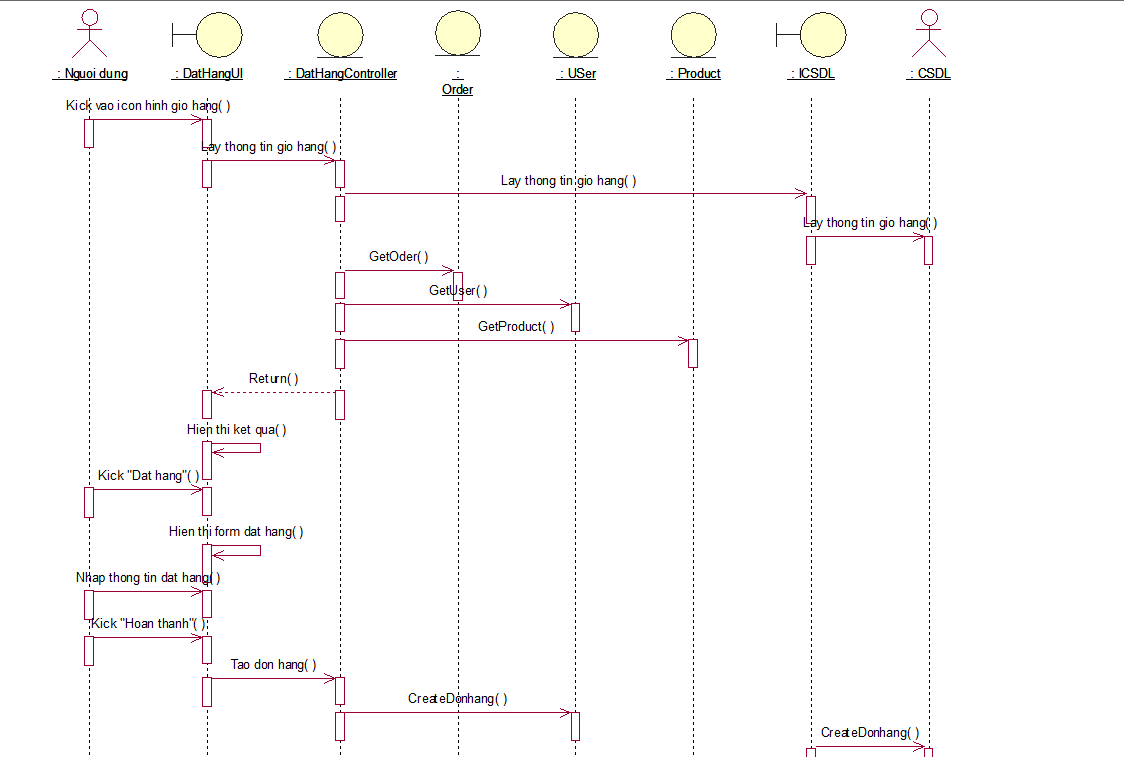 : Nguoi dung
: DatHangUI
: DatHangController
:
Order
: USer
: Product
: ICSDL
: CSDL
Kick vao icon hinh gio hang( )
Lay thong tin gio hang( )
Lay thong tin gio hang( )
Lay thong tin gio hang( )
GetOder( )
GetUser( )
GetProduct( )
Return( )
Hien thi ket qua( )
Kick "Dat hang"( )
Hien thi form dat hang( )
Nhap thong tin dat hang( )
Kick "Hoan thanh"( )
Tao don hang( )
CreateDonhang( )
CreateDonhang( )